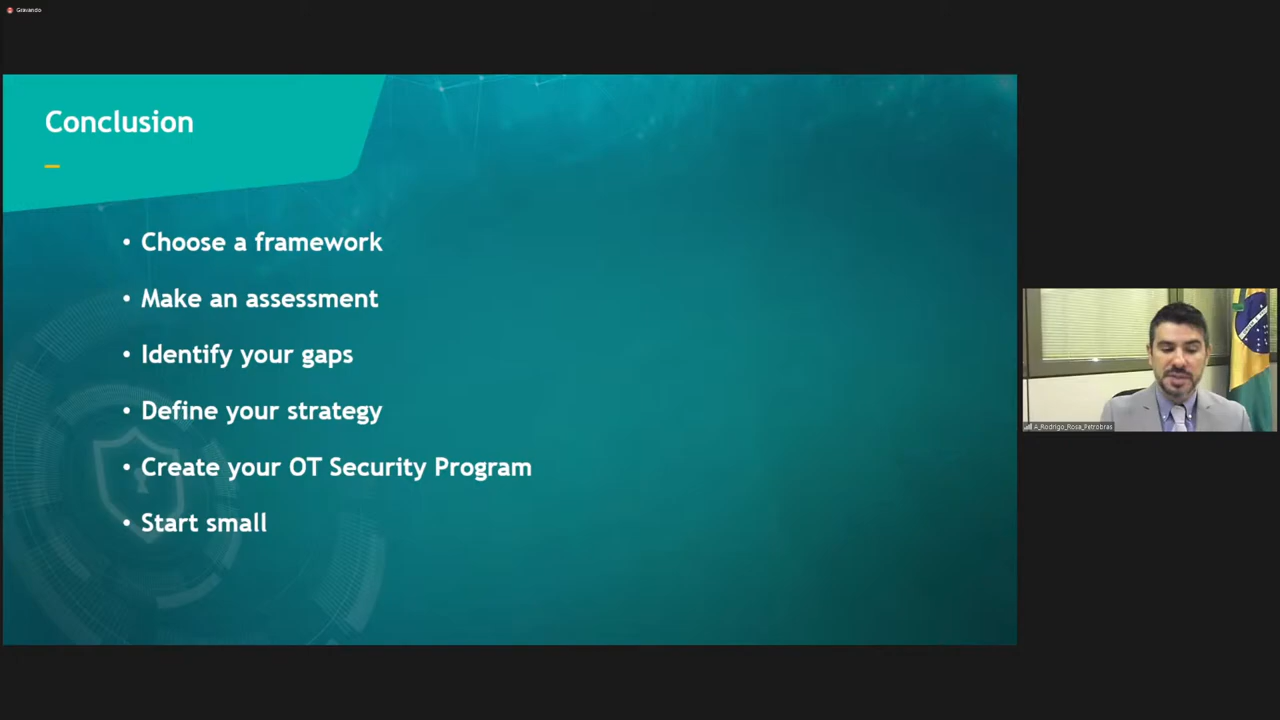 Gravando
Conclusion
• Choose a framework
• Make an assessment
• Identify your gaps
• Define your strategy
• Create your OT Security Program
• Start small
A_Rodrigo_Rosa_Petrobras